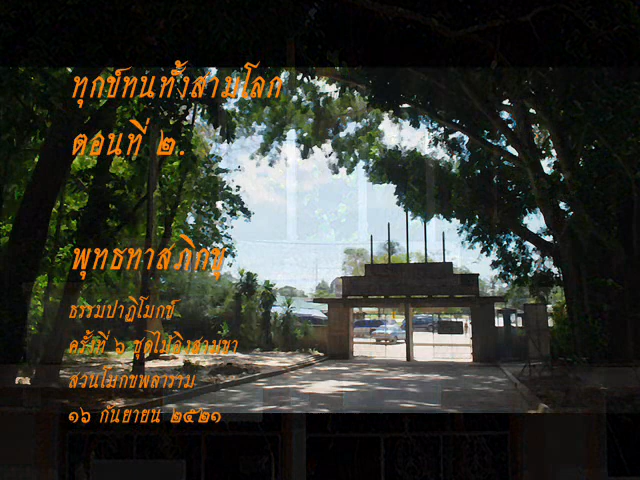 ทุกข์ทนทั้งสามโลก
ตอนที่ ๒.
พุทธทาสภิกขุ
ธรรมปาฏิโมกข์
ครั้งที่ ๖ ชุดไม้อิงสามขา
สวนโมกขพลาราม
๑๖ กันยายน ๒๕๒๑